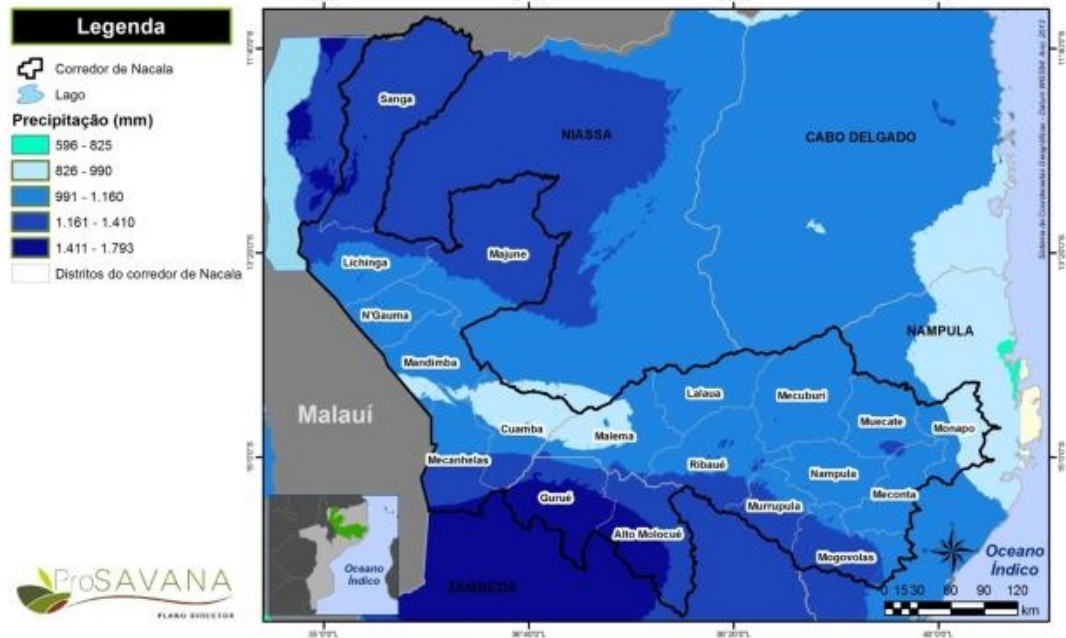 Legenda
Corredor de Nacala
Lago
Precipitação (mm)
596 - 825
826 - 990
991 - 1.160
1.161 - 1.410
1.411 - 1.793
Distritos do corredor de Nacala
ProSAVANA
PLANO DIRECTOR
Sanga
NIASSA
CABO DELGADO
Majune
Lichinga
N'Gauma
Mandimba
NAMPULA
Malauí
Lalaua
Mecuburi
Cuamba
Malema
Muecate
Monapo
Mecanhelas
Ribaué
Nampula
Meconta
Gurué
Murrupula
Alto Molocué
Mogovolas
ZAMBEZIA
Oceano
Índico
Oceano
Índico
0 15 30 60 90 120
km